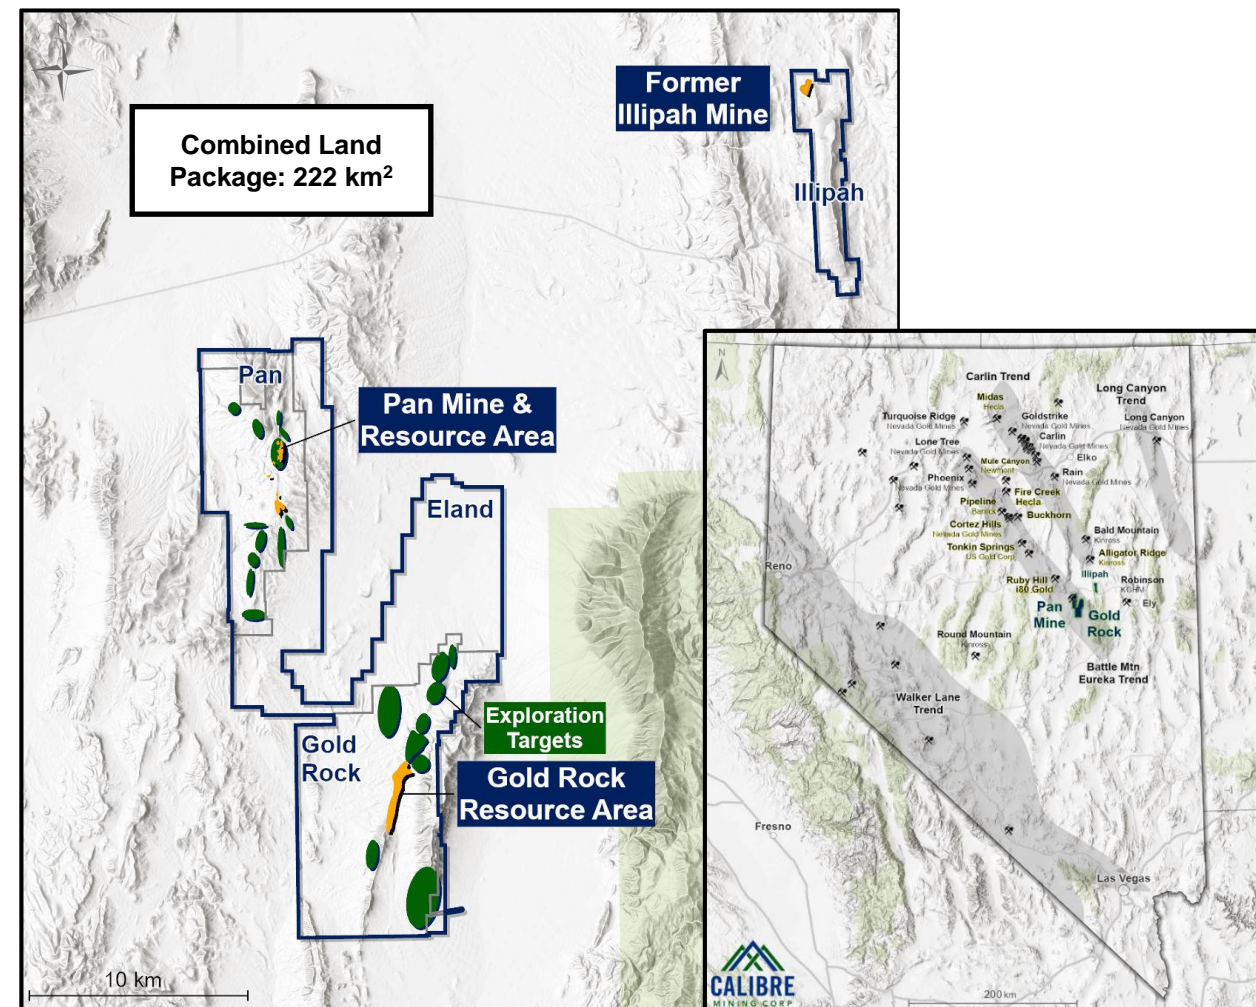 Combined Land
Package: 222 km²
Former
Illipah Mine
Illipah
Pan
Pan Mine &
Resource Area
Eland
Exploration
Targets
Gold
Rock
Gold Rock
Resource Area
10 km
N
Carlin Trend
Midas
Hecla
Long Canyon
Trend
Turquoise Ridge
Nevada Gold Mines
Goldstrike
Nevada Gold Mines
Long Canyon
Nevada Gold Mines
Carlin
Nevada Gold Mines
Lone Tree
Nevada Gold Mines
Elko
Mule Canyon
Newmont
Rain
Nevada Gold Mines
Phoenix
Nevada Gold Mines
Fire Creek
Hecla
Pipeline
Barrick
Buckhorn
Cortez Hills
Nevada Gold Mines
Bald Mountain
Kinross
Tonkin Springs
US Gold Corp
Alligator Ridge
Kinross
Reno
Illipah
Ruby Hill
i80 Gold
Robinson
KGHM
Ely
Pan
Mine
Gold
Rock
Round Mountain
Kinross
Battle Mtn
Eureka Trend
Walker Lane
Trend
Fresno
Las Vegas
CALIBRE
MINING CORP
200 km